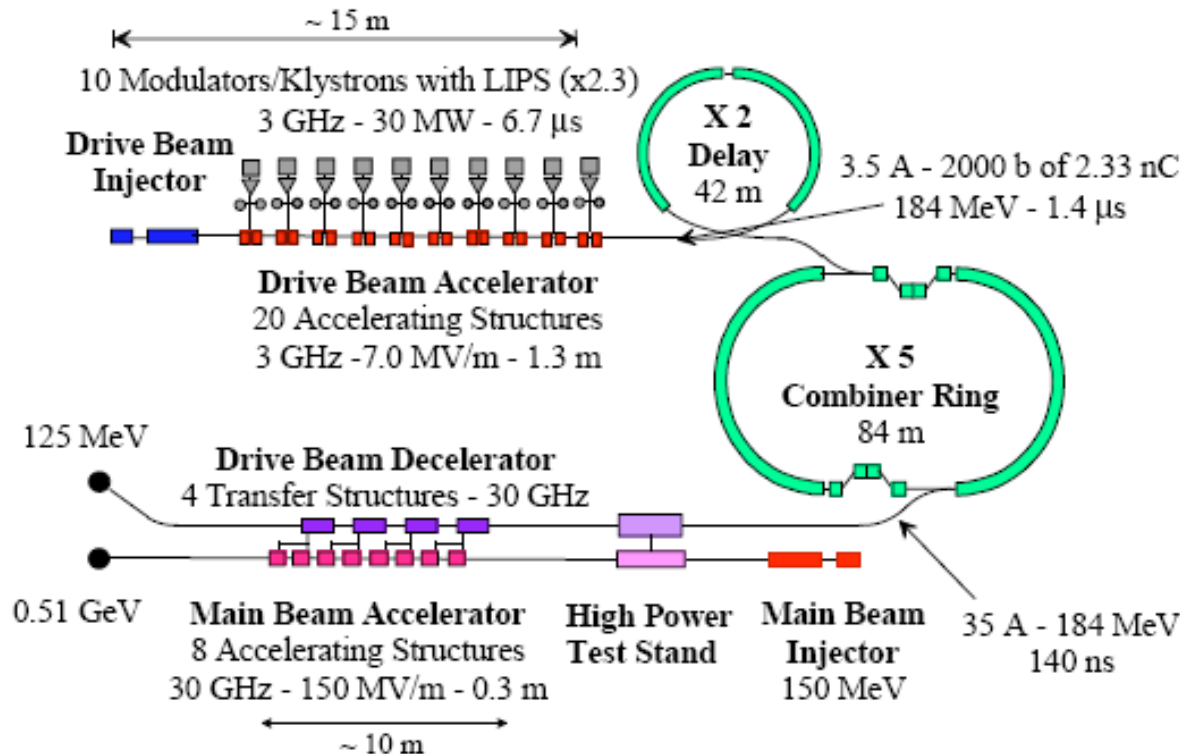 ~ 15 m
10 Modulators/Klystrons with LIPS (x2.3)
3 GHz - 30 MW - 6.7 μs
Drive Beam
Injector
X 2
Delay
42 m
3.5 A - 2000 b of 2.33 nC
184 MeV - 1.4 μs
Drive Beam Accelerator
20 Accelerating Structures
3 GHz -7.0 MV/m - 1.3 m
X 5
Combiner Ring
84 m
125 MeV
Drive Beam Decelerator
4 Transfer Structures - 30 GHz
0.51 GeV
Main Beam Accelerator
8 Accelerating Structures
30 GHz - 150 MV/m - 0.3 m
High Power
Test Stand
Main Beam
Injector
150 MeV
35 A - 184 MeV
140 ns
~ 10 m